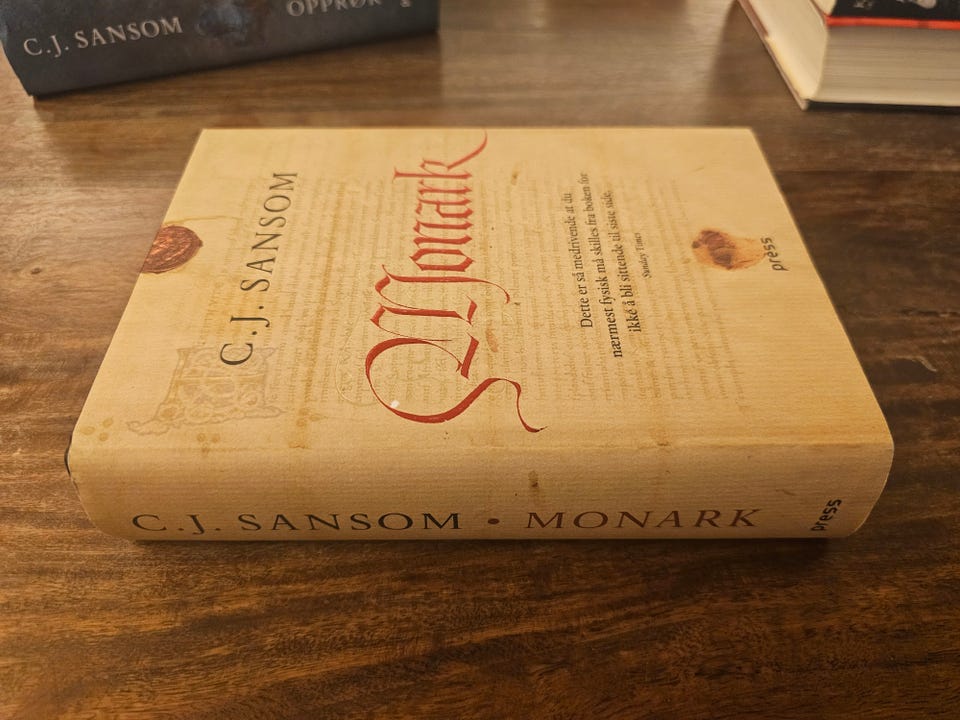 C.J. SANSOM
OPPRØR
C.J. SANSOM
Monark
Dette er så medrivende at du
nærmest fysisk må skilles fra boken for
ikke å bli sittende til siste side.
Sunday Times
press
C.J. SANSOM • MONARK
press